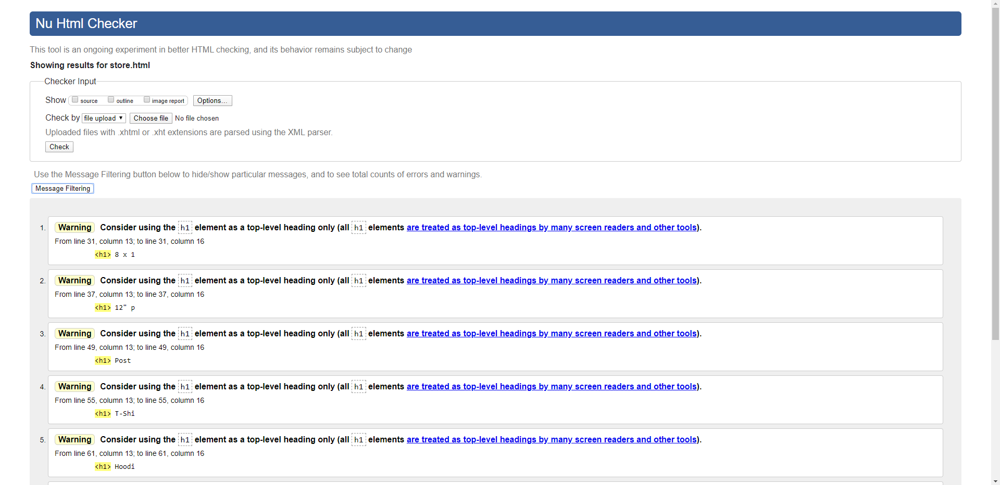 Nu Html Checker
This tool is an ongoing experiment in better HTML checking, and its behavior remains subject to change
Showing results for store.html
Checker Input
Show source outline image report Options...
Check by file upload Choose file No file chosen
Uploaded files with .xhtml or .xht extensions are parsed using the XML parser.
Check
Use the Message Filtering button below to hide/show particular messages, and to see total counts of errors and warnings.
Message Filtering
1. Warning Consider using the h1 element as a top-level heading only (all h1 elements are treated as top-level headings by many screen readers and other tools).
From line 31, column 13; to line 31, column 16
<h1> 8 x 1
2. Warning Consider using the h1 element as a top-level heading only (all h1 elements are treated as top-level headings by many screen readers and other tools).
From line 37, column 13; to line 37, column 16
<h1> 12" p
3. Warning Consider using the h1 element as a top-level heading only (all h1 elements are treated as top-level headings by many screen readers and other tools).
From line 49, column 13; to line 49, column 16
<h1> Post
4. Warning Consider using the h1 element as a top-level heading only (all h1 elements are treated as top-level headings by many screen readers and other tools).
From line 55, column 13; to line 55, column 16
<h1> T-Shi
5. Warning Consider using the h1 element as a top-level heading only (all h1 elements are treated as top-level headings by many screen readers and other tools).
From line 61, column 13; to line 61, column 16
<h1> Hoodi